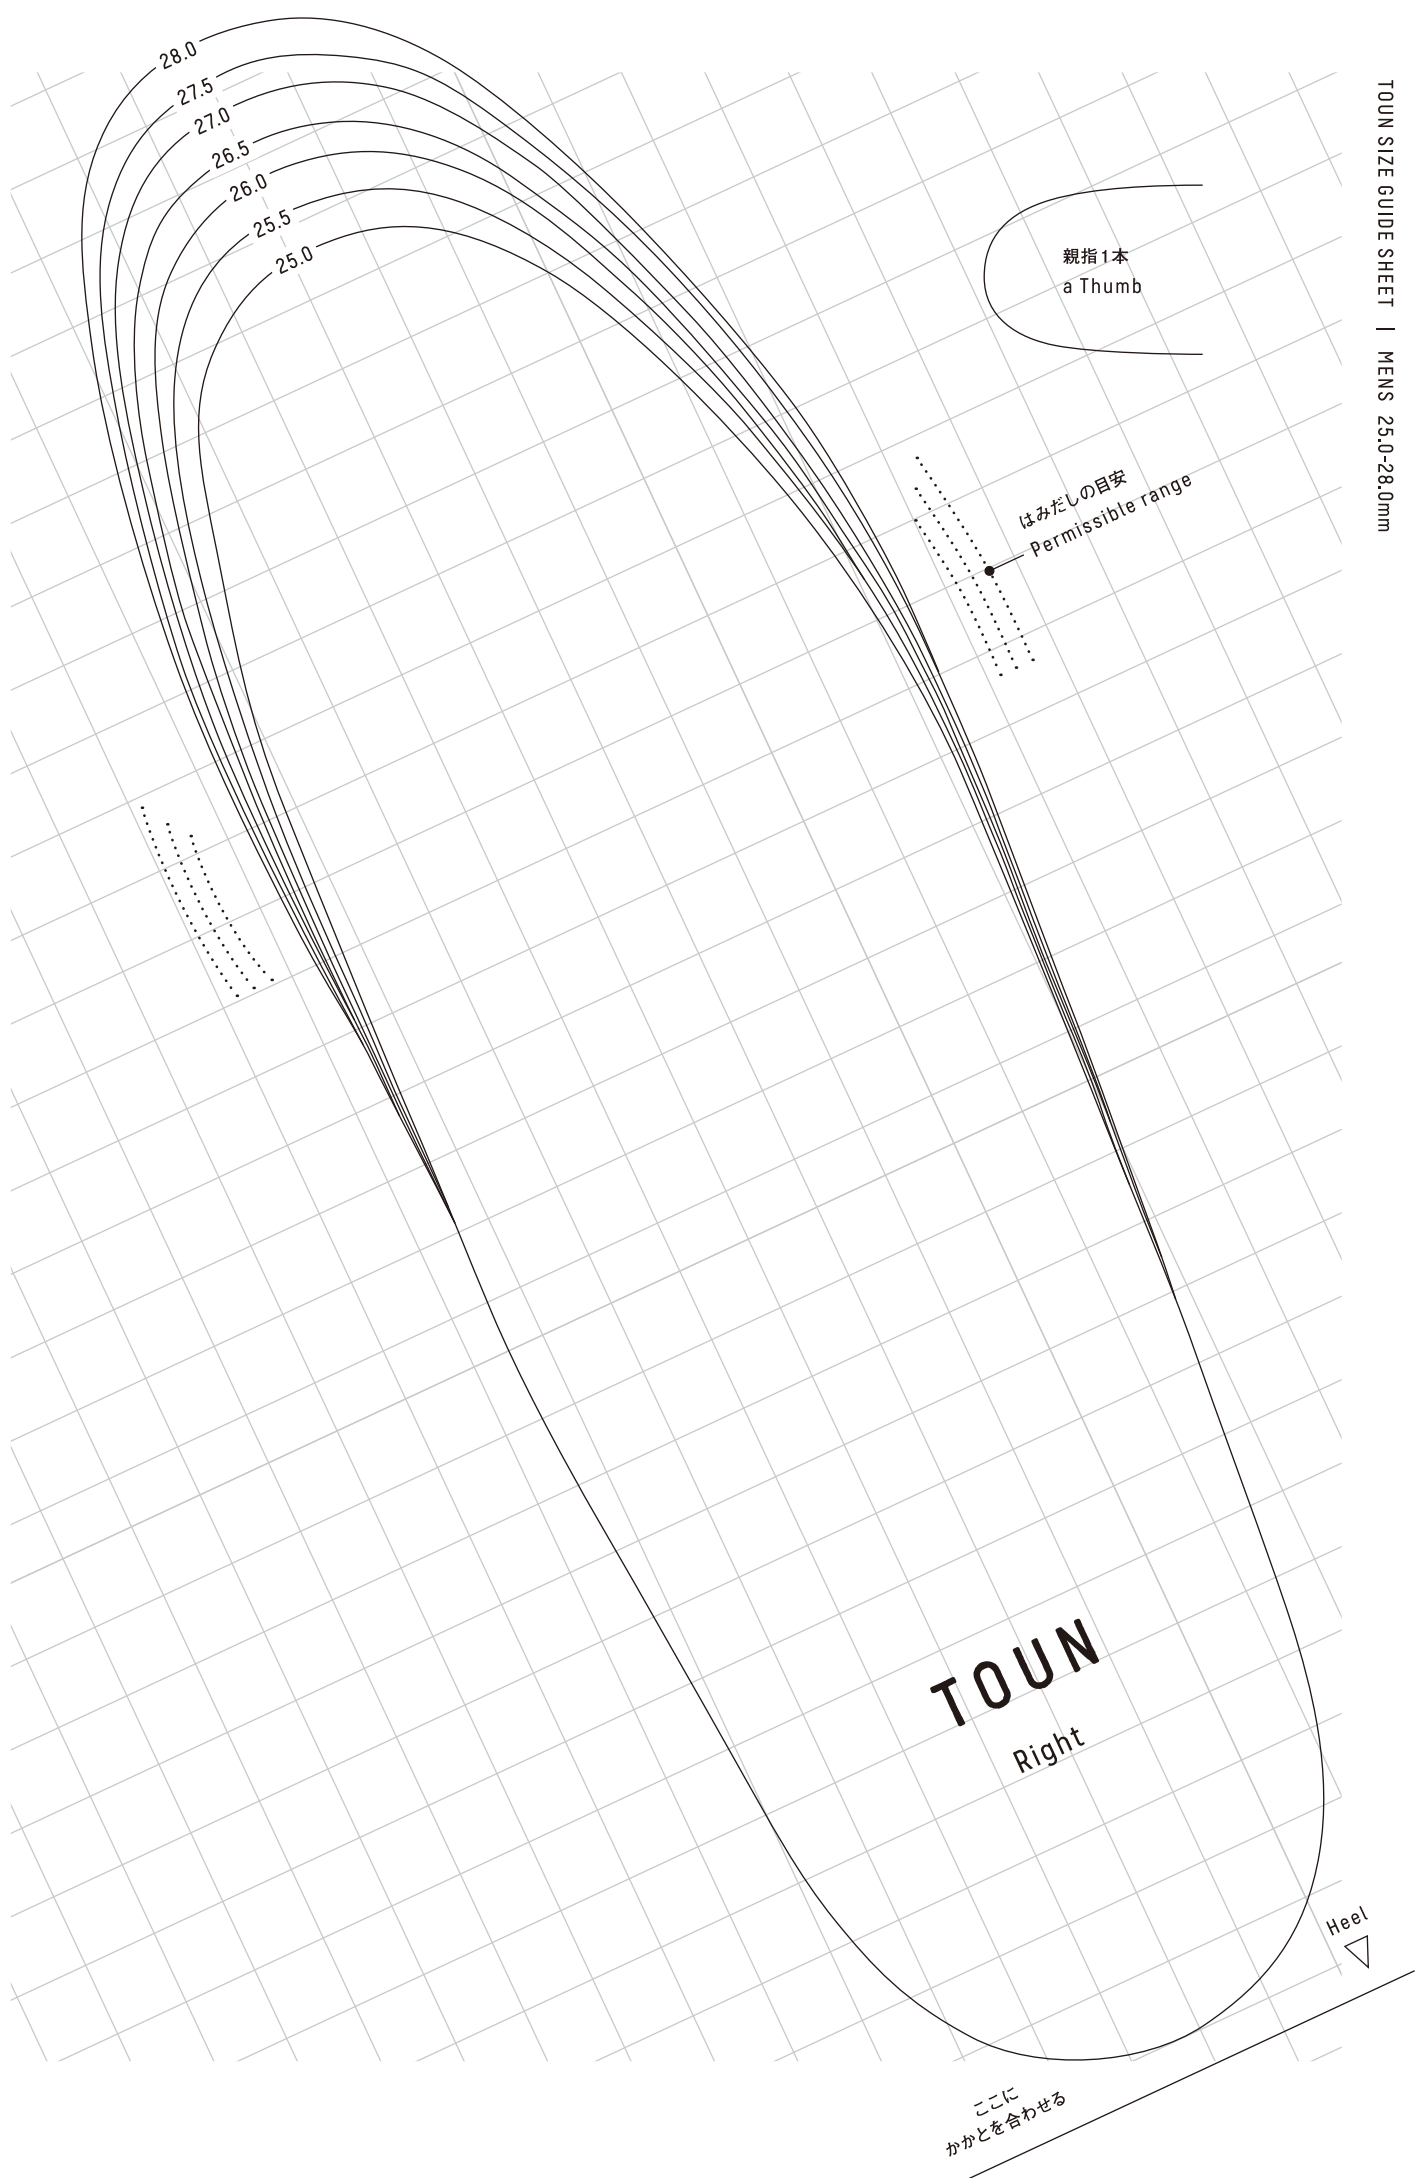 28.0
27.5
27.0
26.5
26.0
25.5
25.0
TOUN SIZE GUIDE SHEET | MENS 25.0-28.0mm
親指1本
a Thumb
はみだしの目安
Permissible range
TOUN
Right
Heel
ここに
かかとを合わせる